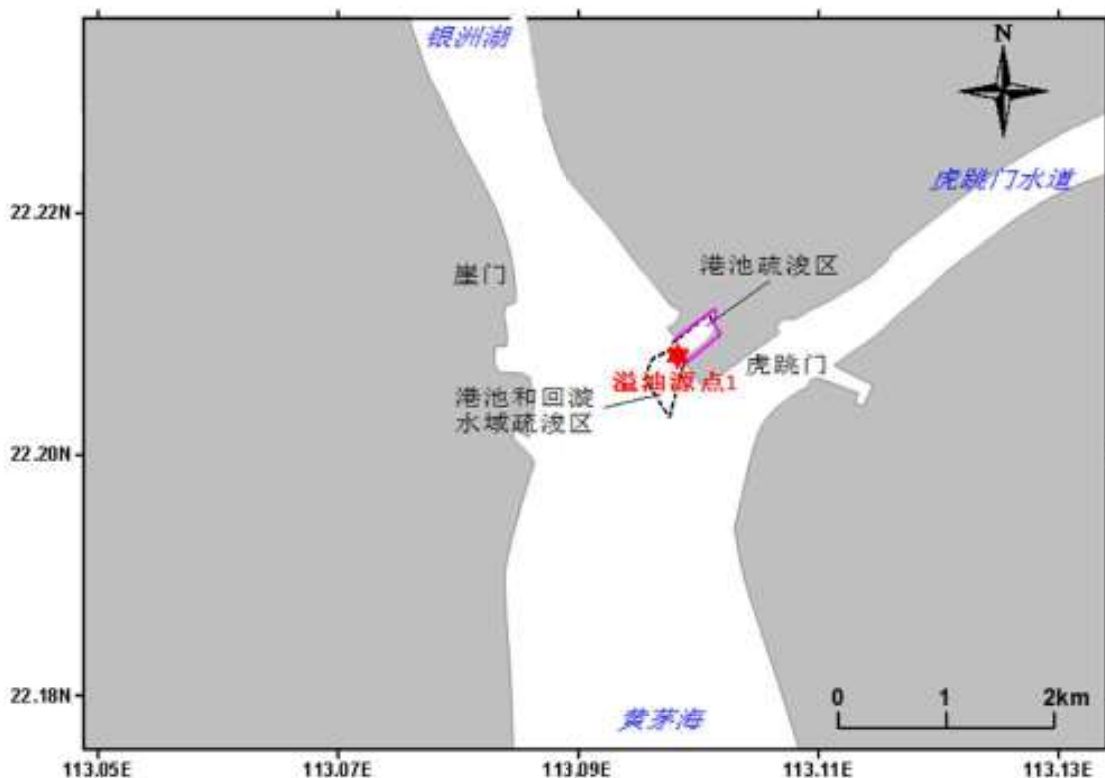 银洲湖
N
虎跳门水道
22.22N
港池疏浚区
崖门
虎跳门
溢油源点1
港池和回漩
水域疏浚区
22.20N
22.18N
0 1 2km
黄茅海
113.05E 113.07E 113.09E 113.11E 113.13E